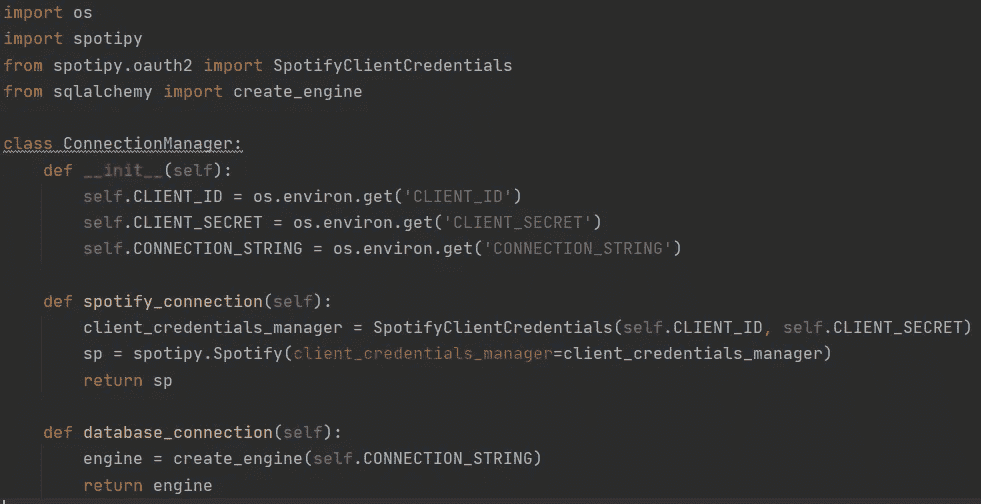 import os
import spotipy
from spotipy.oauth2 import SpotifyClientCredentials
from sqlalchemy import create_engine
class ConnectionManager:
def __init__(self):
self.CLIENT_ID = os.environ.get('CLIENT_ID')
self.CLIENT_SECRET = os.environ.get('CLIENT_SECRET')
self.CONNECTION_STRING = os.environ.get('CONNECTION_STRING')
def spotify_connection(self):
client_credentials_manager = SpotifyClientCredentials(self.CLIENT_ID, self.CLIENT_SECRET)
sp = spotipy.Spotify(client_credentials_manager=client_credentials_manager)
return sp
def database_connection(self):
engine = create_engine(self.CONNECTION_STRING)
return engine